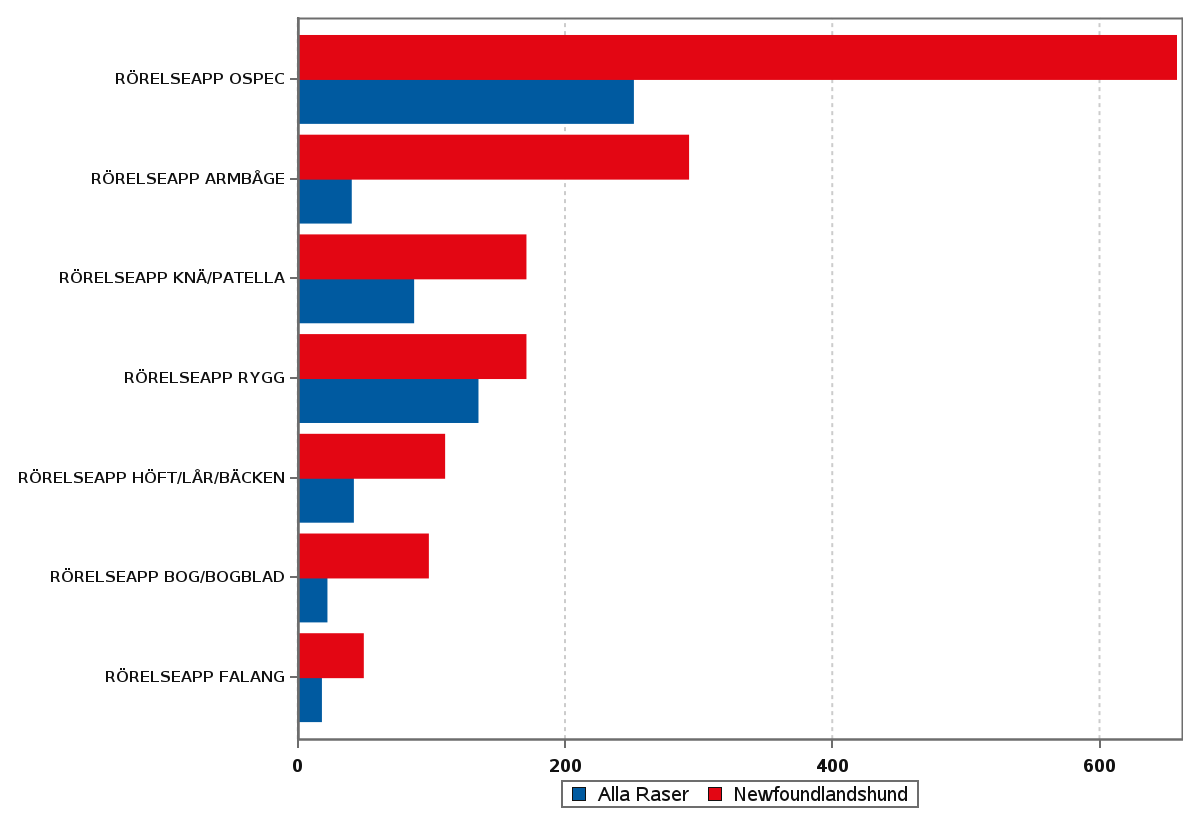 RÖRELSEAPP OSPEC
RÖRELSEAPP ARMBÅGE
RÖRELSEAPP KNÄ/PATELLA
RÖRELSEAPP RYGG
RÖRELSEAPP HÖFT/LÅR/BÄCKEN
RÖRELSEAPP BOG/BOGBLAD
RÖRELSEAPP FALANG
0 200 400 600
Alla Raser Newfoundlandshund